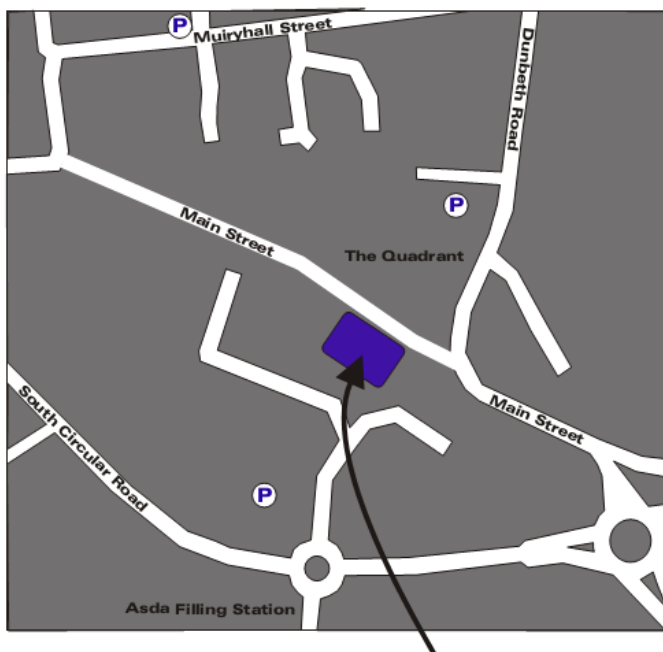 P
Muiryhall Street
Dunbeth Road
P
Main Street
The Quadrant
South Circular Road
Main Street
P
Asda Filling Station